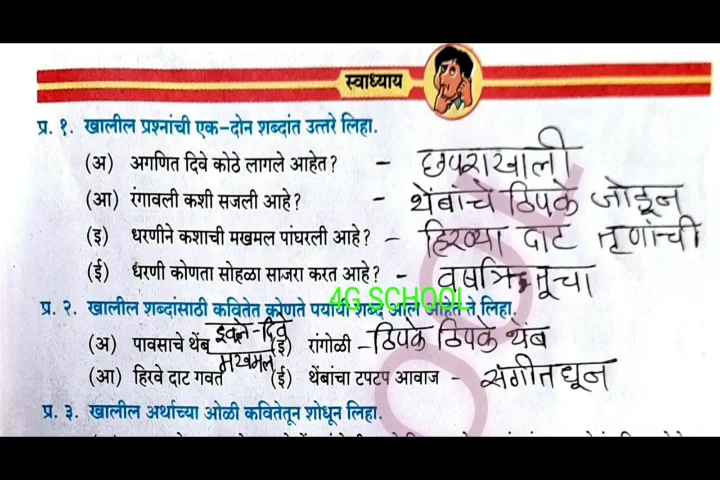 स्वाध्याय
प्र. १. खालील प्रश्नांची एक-दोन शब्दांत उत्तरे लिहा.
(अ) अगणित दिवे कोठे लागले आहेत? - छपराखाली
(आ) रंगावली कशी सजली आहे? - थेंबांचे ठिपके जोडून
(इ) धरणीने कशाची मखमल पांघरली आहे? - हिरव्या दाट तृणांची
(ई) धरणी कोणता सोहळा साजरा करत आहे? - वर्षाऋतूचा
4G SCHOOL
प्र. २. खालील शब्दांसाठी कवितेत कोणते पर्यायी शब्द आले आहेत ते लिहा.
(अ) पावसाचे थेंब इवले-दिवे (इ) रांगोळी - ठिपके ठिपके थेंब
(आ) हिरवे दाट गवत मखमल (ई) थेंबांचा टपटप आवाज - संगीतधून
प्र. ३. खालील अर्थाच्या ओळी कवितेतून शोधून लिहा.